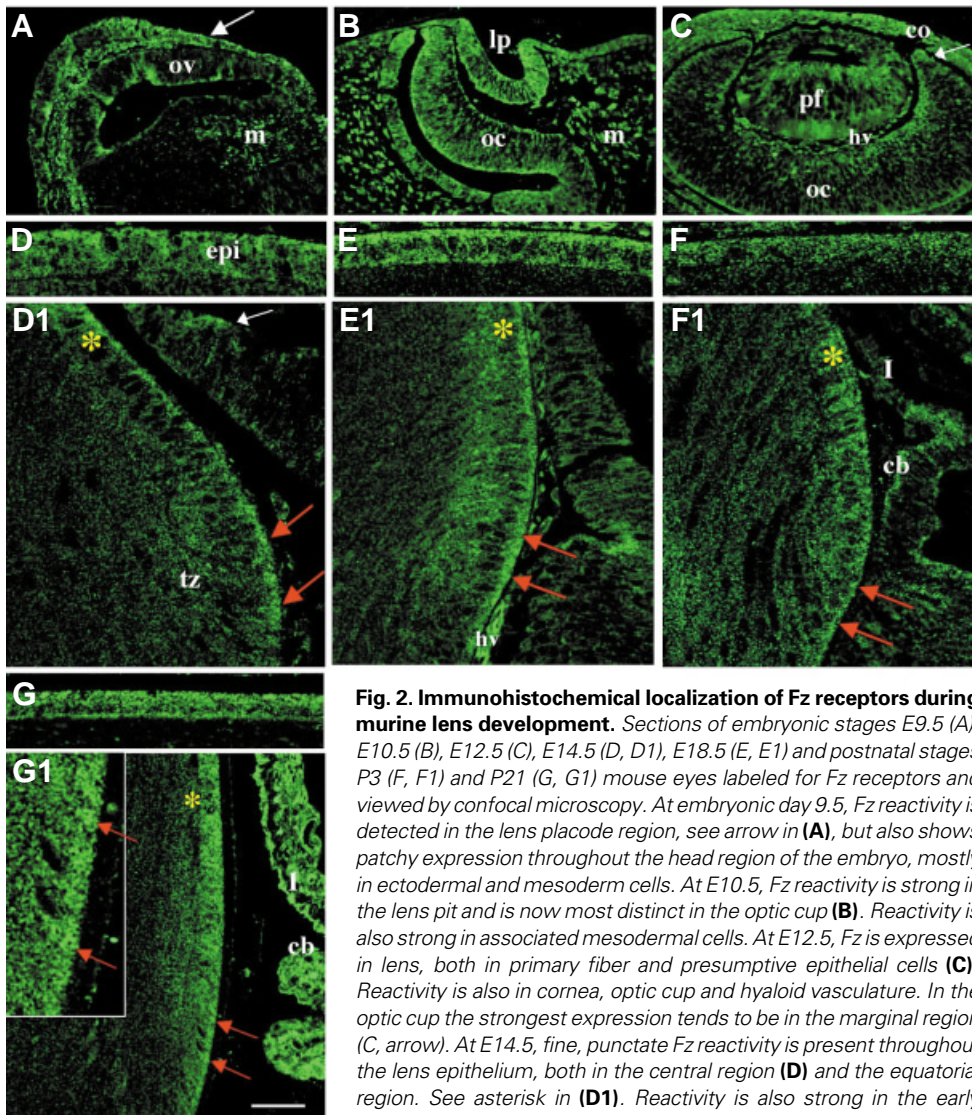 A
ov
m
B
lp
oc
m
C
co
pf
hv
oc
D
epi
E
F
D1
*
tz
E1
*
hv
F1
*
I
cb
G
G1
*
I
cb
Fig. 2. Immunohistochemical localization of Fz receptors during
murine lens development. Sections of embryonic stages E9.5 (A)
E10.5 (B), E12.5 (C), E14.5 (D, D1), E18.5 (E, E1) and postnatal stages
P3 (F, F1) and P21 (G, G1) mouse eyes labeled for Fz receptors and
viewed by confocal microscopy. At embryonic day 9.5, Fz reactivity is
detected in the lens placode region, see arrow in (A), but also shows
patchy expression throughout the head region of the embryo, mostly
in ectodermal and mesoderm cells. At E10.5, Fz reactivity is strong in
the lens pit and is now most distinct in the optic cup (B). Reactivity is
also strong in associated mesodermal cells. At E12.5, Fz is expressed
in lens, both in primary fiber and presumptive epithelial cells (C)
Reactivity is also in cornea, optic cup and hyaloid vasculature. In the
optic cup the strongest expression tends to be in the marginal region
(C, arrow). At E14.5, fine, punctate Fz reactivity is present throughou
the lens epithelium, both in the central region (D) and the equatoria
region. See asterisk in (D1). Reactivity is also strong in the early